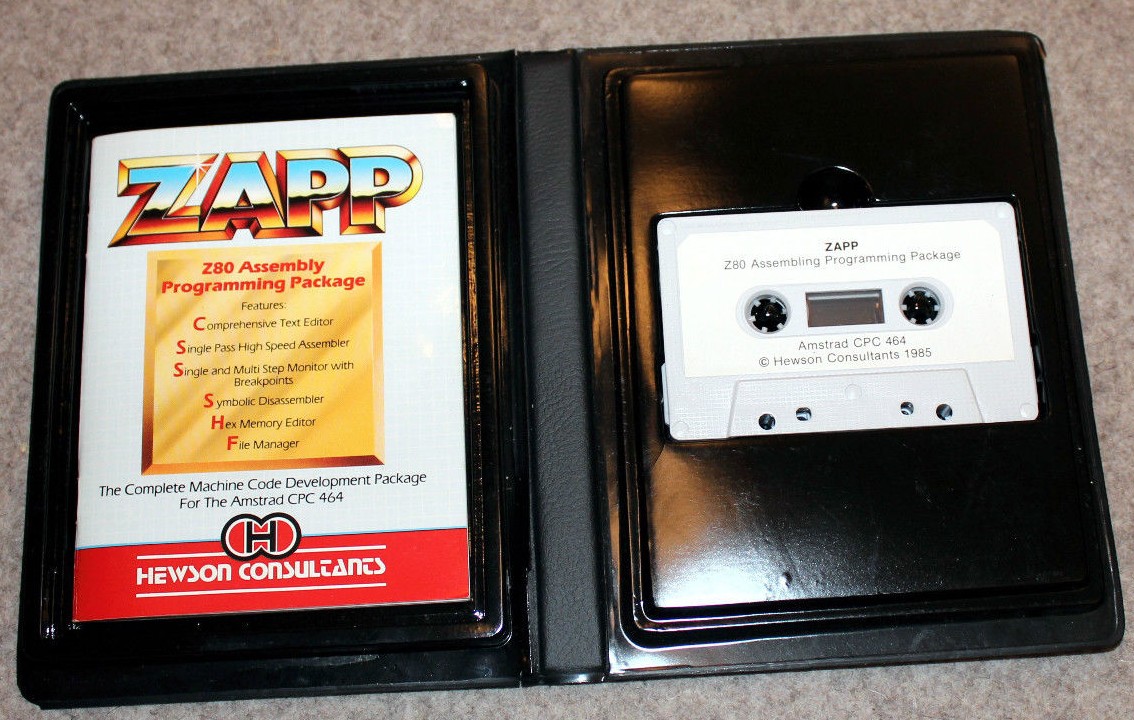 ZAPP
Z80 Assembly
Programming Package
Features:
Comprehensive Text Editor
Single Pass High Speed Assembler
Single and Multi Step Monitor with
Breakpoints
Symbolic Disassembler
Hex Memory Editor
File Manager
The Complete Machine Code Development Package
For The Amstrad CPC 464
HEWSON CONSULTANTS
ZAPP
Z80 Assembling Programming Package
Amstrad CPC 464
© Hewson Consultants 1985